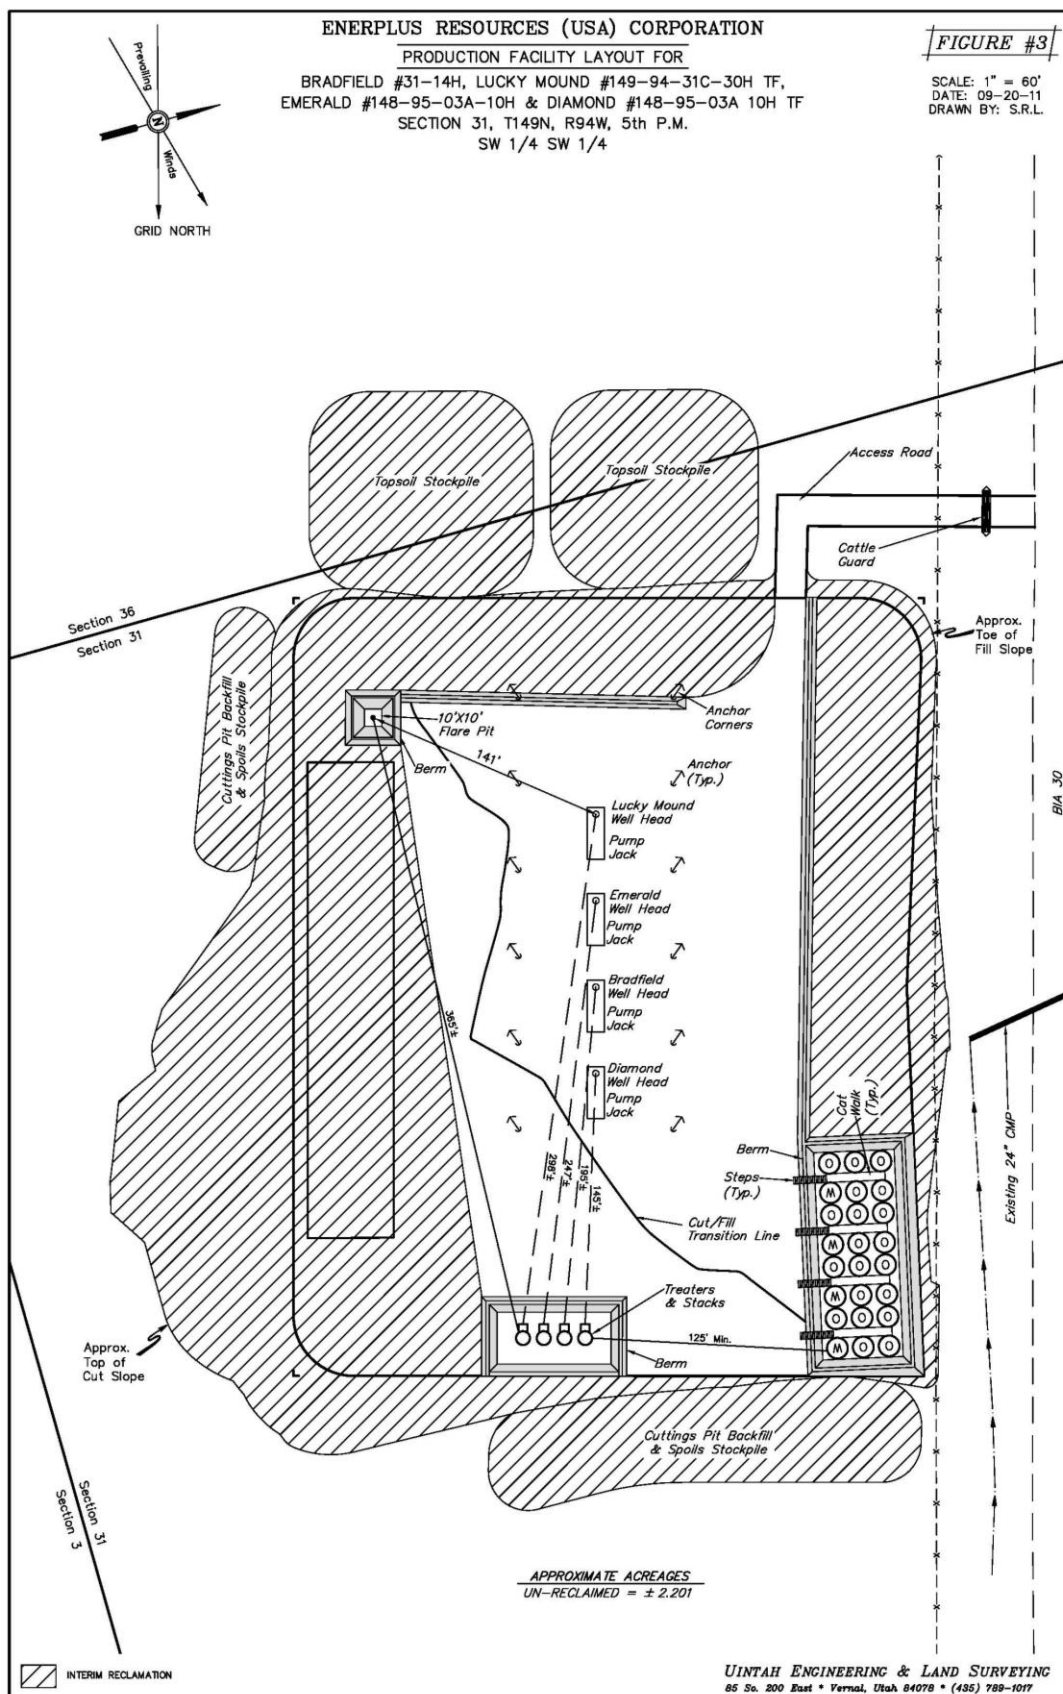 ENERPLUS RESOURCES (USA) CORPORATION
PRODUCTION FACILITY LAYOUT FOR
BRADFIELD #31-14H, LUCKY MOUND #149-94-31C-30H TF,
EMERALD #148-95-03A-10H & DIAMOND #148-95-03A 10H TF
SECTION 31, T149N, R94W, 5th P.M.
SW 1/4 SW 1/4
FIGURE #3
SCALE: 1" = 60'
DATE: 09-20-11
DRAWN BY: S.R.L.
Prevailing
N
Winds
GRID NORTH
Topsoil Stockpile
Topsoil Stockpile
Access Road
Cattle
Guard
Section 36
Section 31
Approx.
Toe of
Fill Slope
Cuttings Pit Backfill
& Spoils Stockpile
10'X10'
Flare Pit
Anchor
Corners
Berm
141'
Anchor
(Typ.)
BIA 30
Lucky Mound
Well Head
Pump
Jack
Emerald
Well Head
Pump
Jack
Bradfield
Well Head
Pump
Jack
365'±
Diamond
Well Head
Pump
Jack
Cat
Walk
(Typ.)
Existing 24" CMP
Berm
Steps
(Typ.)
298'±
247'±
195'±
145'±
Cut/Fill
Transition Line
O O O
W O O
O O O
W O O
O O O
W O O
O O O
W O O
Treaters
& Stacks
125' Min.
Berm
Approx.
Top of
Cut Slope
Cuttings Pit Backfill
& Spoils Stockpile
Section 31
Section 3
APPROXIMATE ACREAGES
UN-RECLAIMED = ± 2.201
INTERIM RECLAMATION
UINTAH ENGINEERING & LAND SURVEYING
85 So. 200 East * Vernal, Utah 84078 * (435) 789-1017